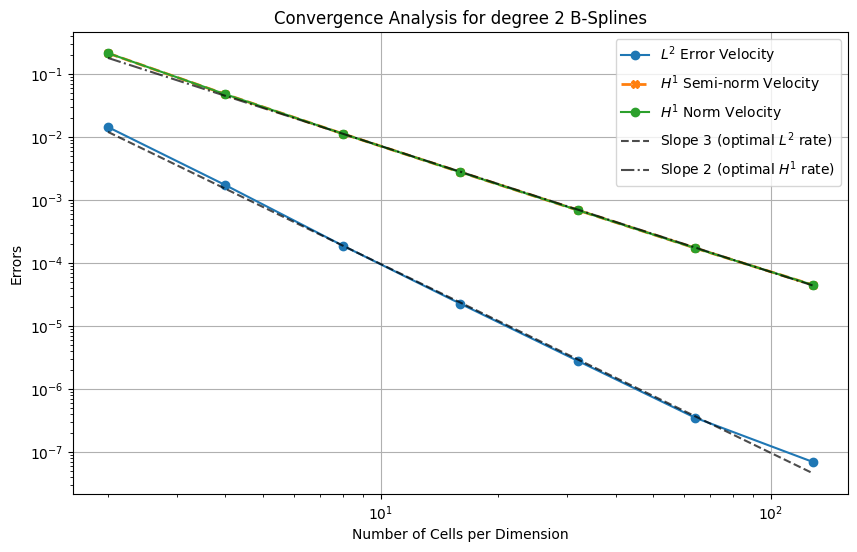 Convergence Analysis for degree 2 B-Splines
L² Error Velocity
H¹ Semi-norm Velocity
H¹ Norm Velocity
Slope 3 (optimal L² rate)
Slope 2 (optimal H¹ rate)
Errors
10⁻¹
10⁻²
10⁻³
10⁻⁴
10⁻⁵
10⁻⁶
10⁻⁷
10¹ 10²
Number of Cells per Dimension